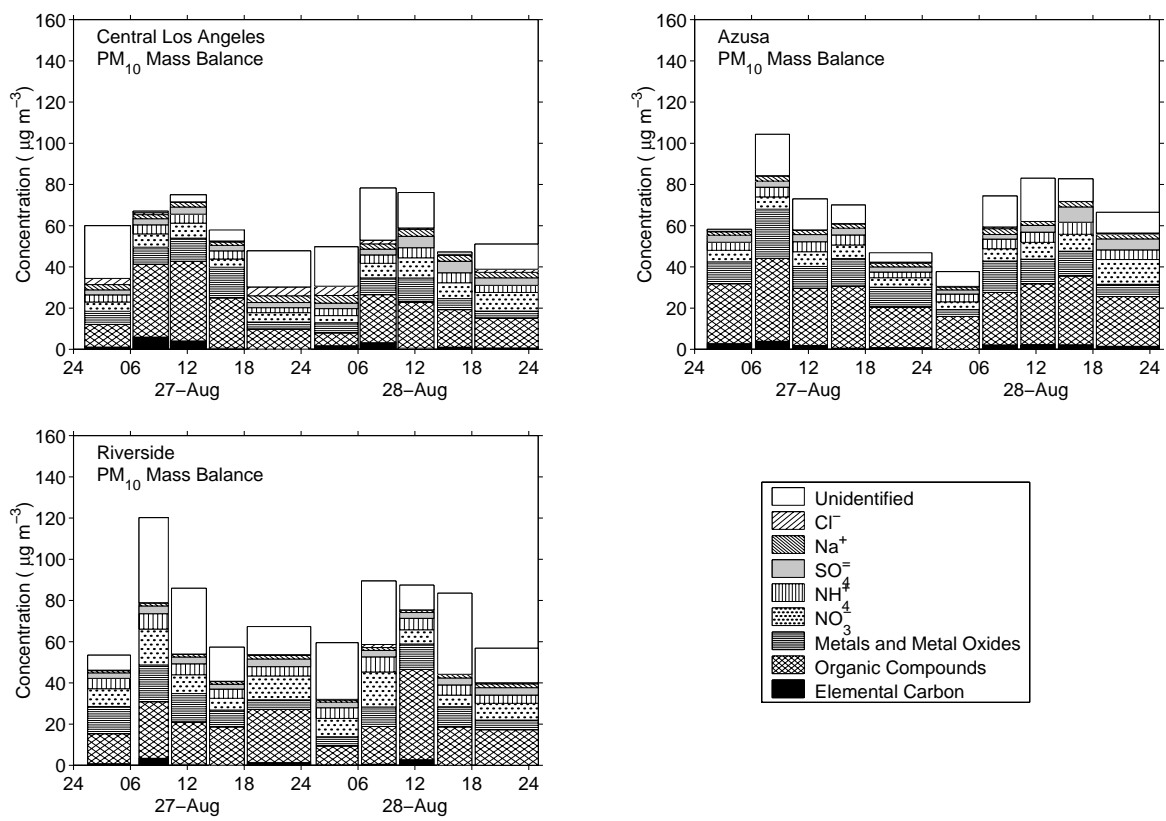 Central Los Angeles
PM10 Mass Balance
Concentration ( μg m−3)
160
140
120
100
80
60
40
20
0
24 06 12 18 24 06 12 18 24
27−Aug 28−Aug
Azusa
PM10 Mass Balance
Concentration ( μg m−3)
160
140
120
100
80
60
40
20
0
24 06 12 18 24 06 12 18 24
27−Aug 28−Aug
Riverside
PM10 Mass Balance
Concentration ( μg m−3)
160
140
120
100
80
60
40
20
0
24 06 12 18 24 06 12 18 24
27−Aug 28−Aug
Unidentified
Cl−
Na+
SO4=
NH4+
NO3−
Metals and Metal Oxides
Organic Compounds
Elemental Carbon